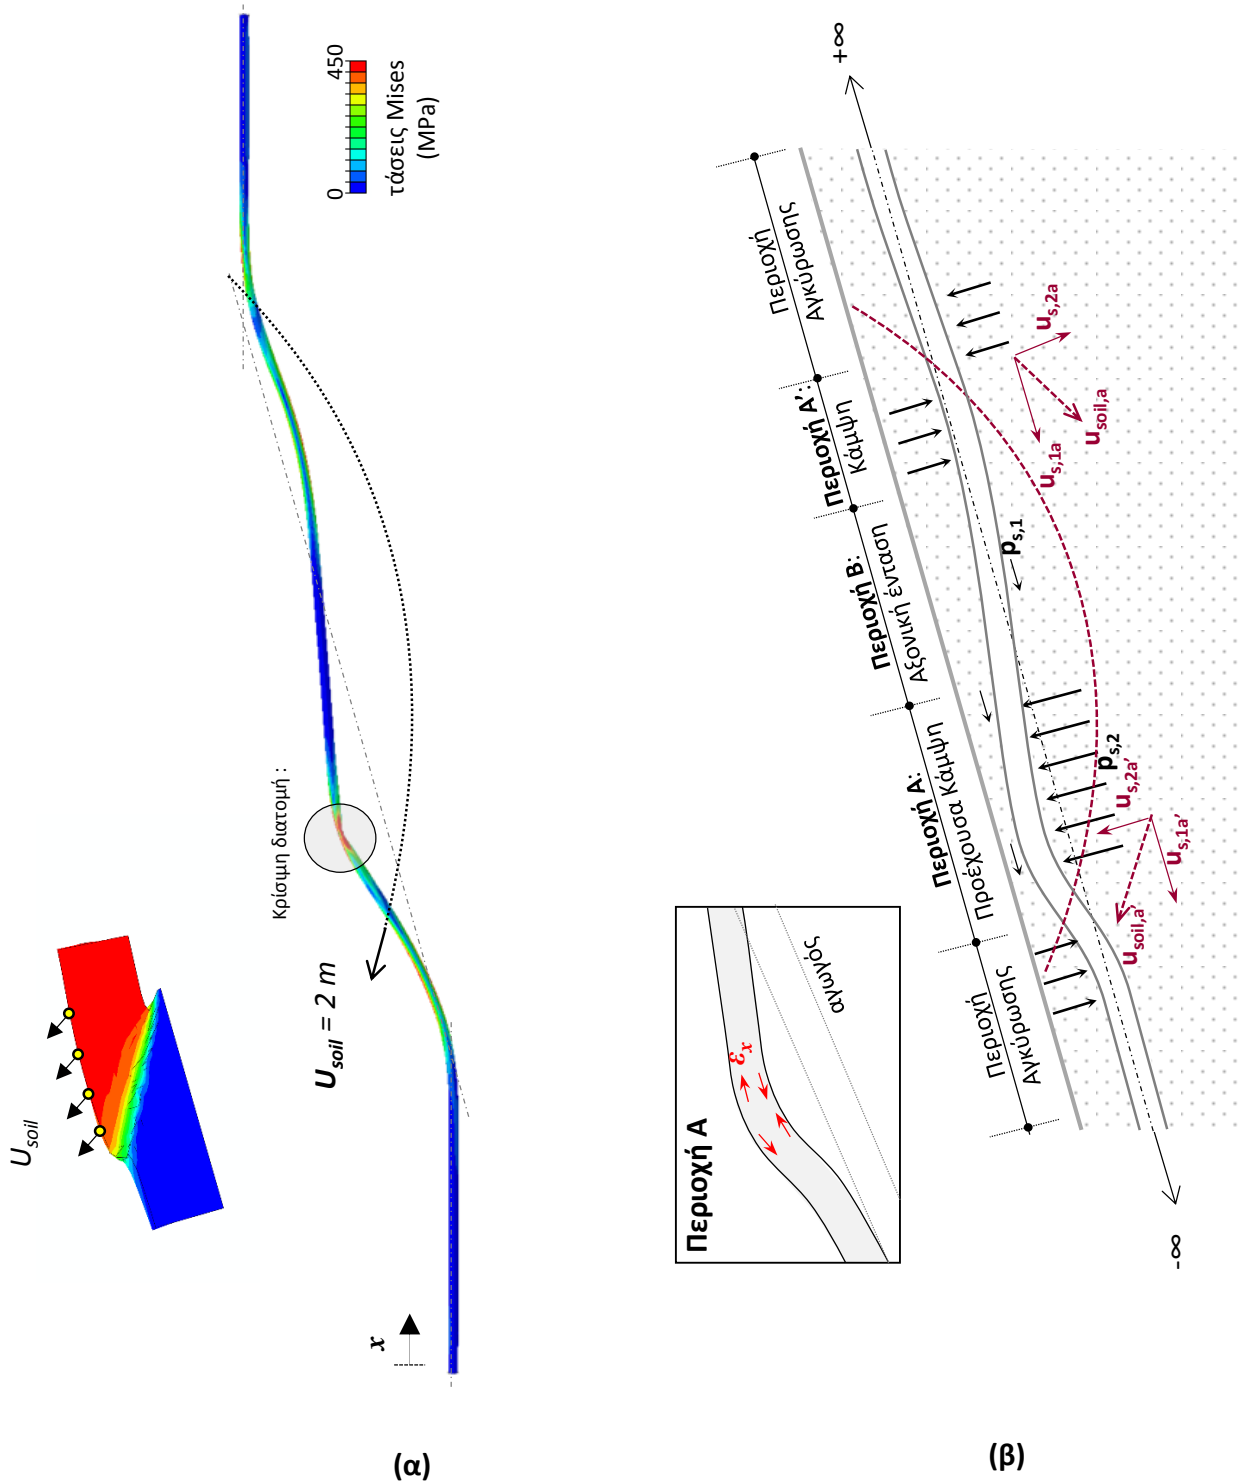 U_soil
0
450
τάσεις Mises
(MPa)
Κρίσιμη διατομή :
U_soil = 2 m
x
(α)
+∞
Περιοχή
Αγκύρωσης
Περιοχή Α':
Κάμψη
Περιοχή Β:
Αξονική ένταση
Περιοχή Α:
Προέχουσα Κάμψη
Περιοχή
Αγκύρωσης
u_s,2a
u_soil,a
u_s,1a
p_s,1
p_s,2
u_s,2a'
u_s,1a'
u_soil,a'
Περιοχή Α
ε_x
αγωγός
-∞
(β)